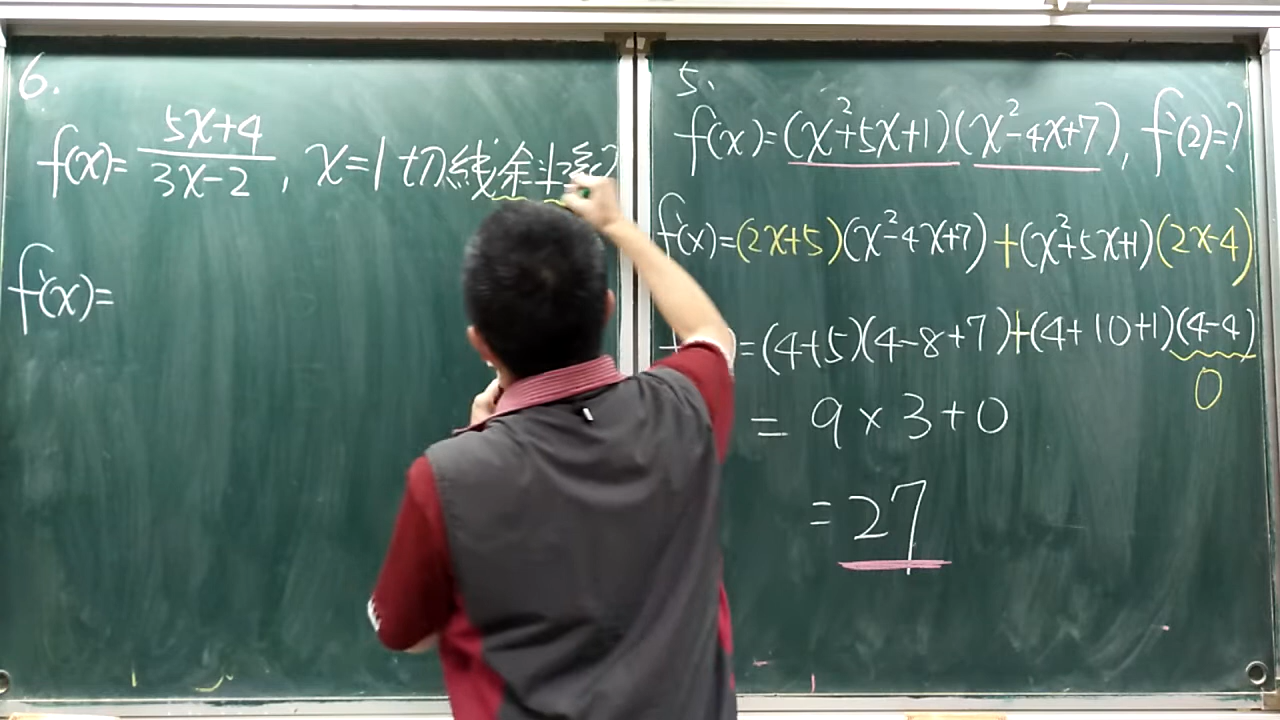 6.
f(x)=\frac{5x+4}{3x-2}, x=1切線斜率?
f'(x)=
5.
f(x)=(x²+5x+1)(x²-4x+7), f'(2)=?
f'(x)=(2x+5)(x²-4x+7)+(x²+5x+1)(2x-4)
=(4+5)(4-8+7)+(4+10+1)(4-4)
0
= 9×3+0
=27